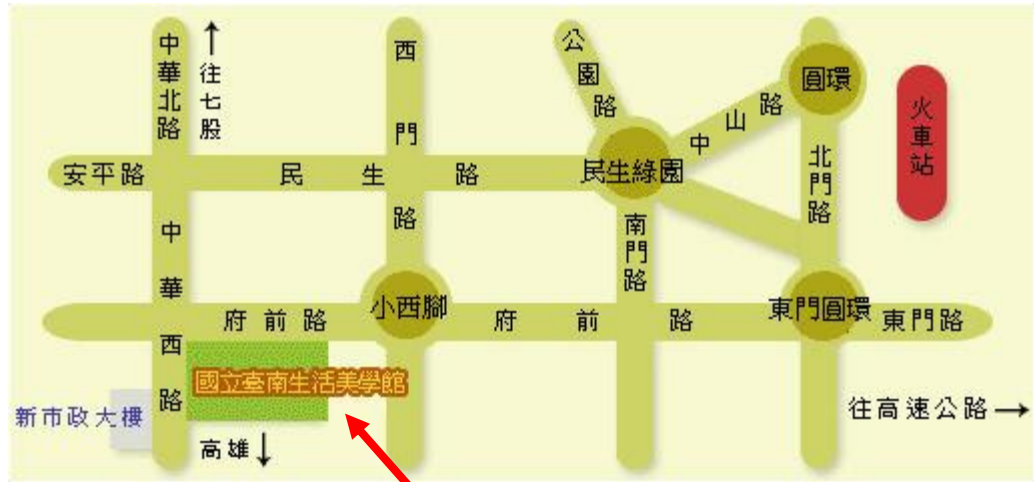 中華北路
往七股
西門路
公園路
圓環
火車站
中山路
安平路
民生路
民生綠園
北門路
南門路
中華西路
府前路
小西腳
府前路
東門圓環
東門路
國立臺南生活美學館
新市政大樓
高雄
往高速公路